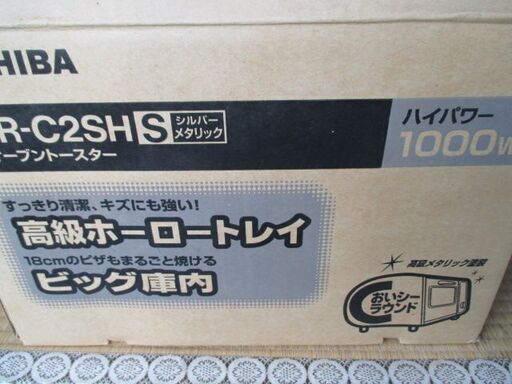 HIBA
R-C2SH S シルバー
メタリック
ハイパワー
1000W
オーブントースター
すっきり清潔、キズにも強い!
高級ホーロートレイ
18cmのピザもまるごと焼ける
ビッグ庫内
高級メタリック塗装
おいシー
ラウンド